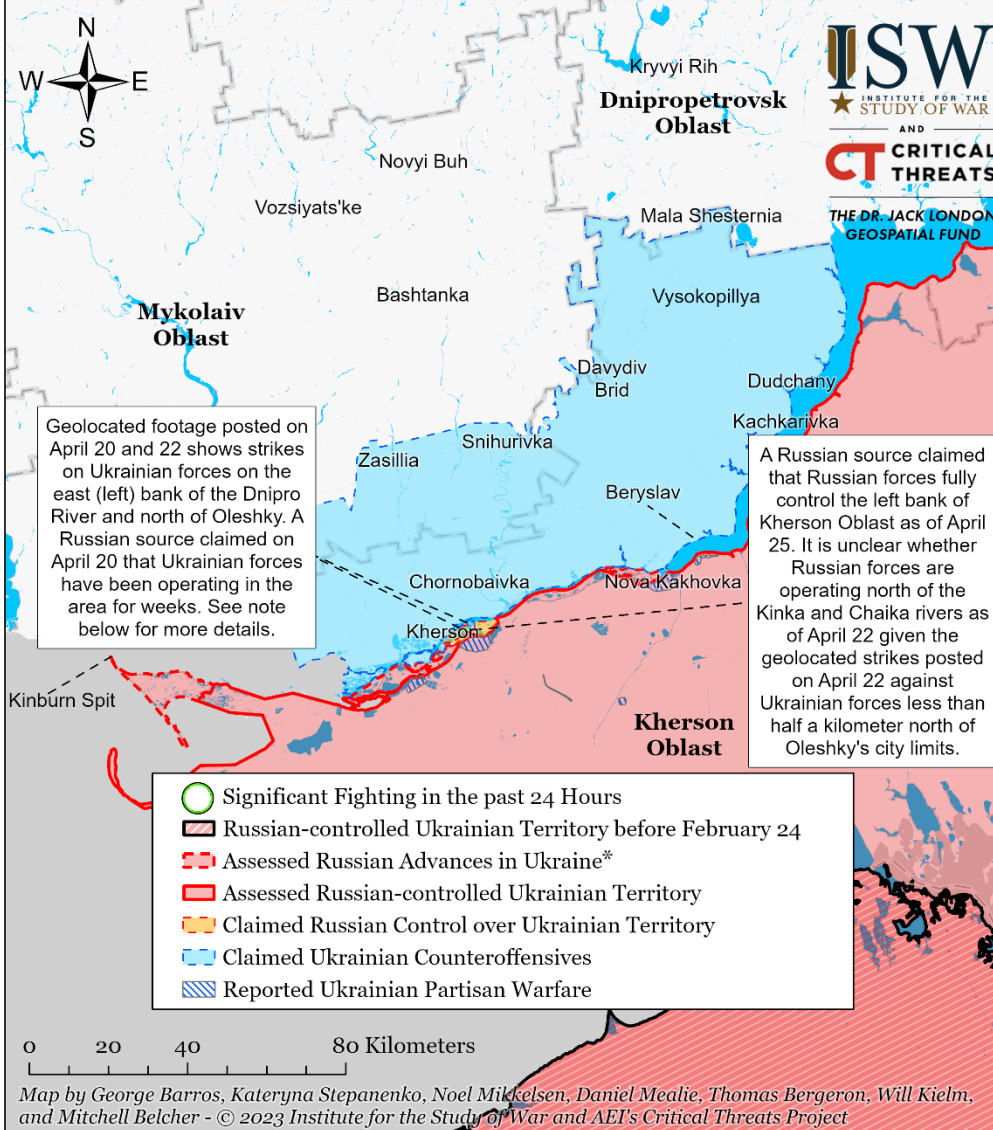 N
W
E
S
ISW
INSTITUTE FOR THE
STUDY OF WAR
AND
CT CRITICAL
THREATS
THE DR. JACK LONDON
GEOSPATIAL FUND
Kryvyi Rih
Dnipropetrovsk
Oblast
Novyi Buh
Vozsiyats'ke
Mala Shesternia
Bashtanka
Vysokopillya
Mykolaiv
Oblast
Davydiv
Brid
Dudchany
Kachkarivka
Snihurivka
Zasillia
Beryslav
Geolocated footage posted on
April 20 and 22 shows strikes
on Ukrainian forces on the
east (left) bank of the Dnipro
River and north of Oleshky. A
Russian source claimed on
April 20 that Ukrainian forces
have been operating in the
area for weeks. See note
below for more details.
A Russian source claimed
that Russian forces fully
control the left bank of
Kherson Oblast as of April
25. It is unclear whether
Russian forces are
operating north of the
Kinka and Chaika rivers as
of April 22 given the
geolocated strikes posted
on April 22 against
Ukrainian forces less than
half a kilometer north of
Oleshky's city limits.
Chornobaivka
Nova Kakhovka
Kherson
Kinburn Spit
Kherson
Oblast
Significant Fighting in the past 24 Hours
Russian-controlled Ukrainian Territory before February 24
Assessed Russian Advances in Ukraine*
Assessed Russian-controlled Ukrainian Territory
Claimed Russian Control over Ukrainian Territory
Claimed Ukrainian Counteroffensives
Reported Ukrainian Partisan Warfare
0 20 40 80 Kilometers
Map by George Barros, Kateryna Stepanenko, Noel Mikkelsen, Daniel Mealie, Thomas Bergeron, Will Kielm,
and Mitchell Belcher - © 2023 Institute for the Study of War and AEI's Critical Threats Project